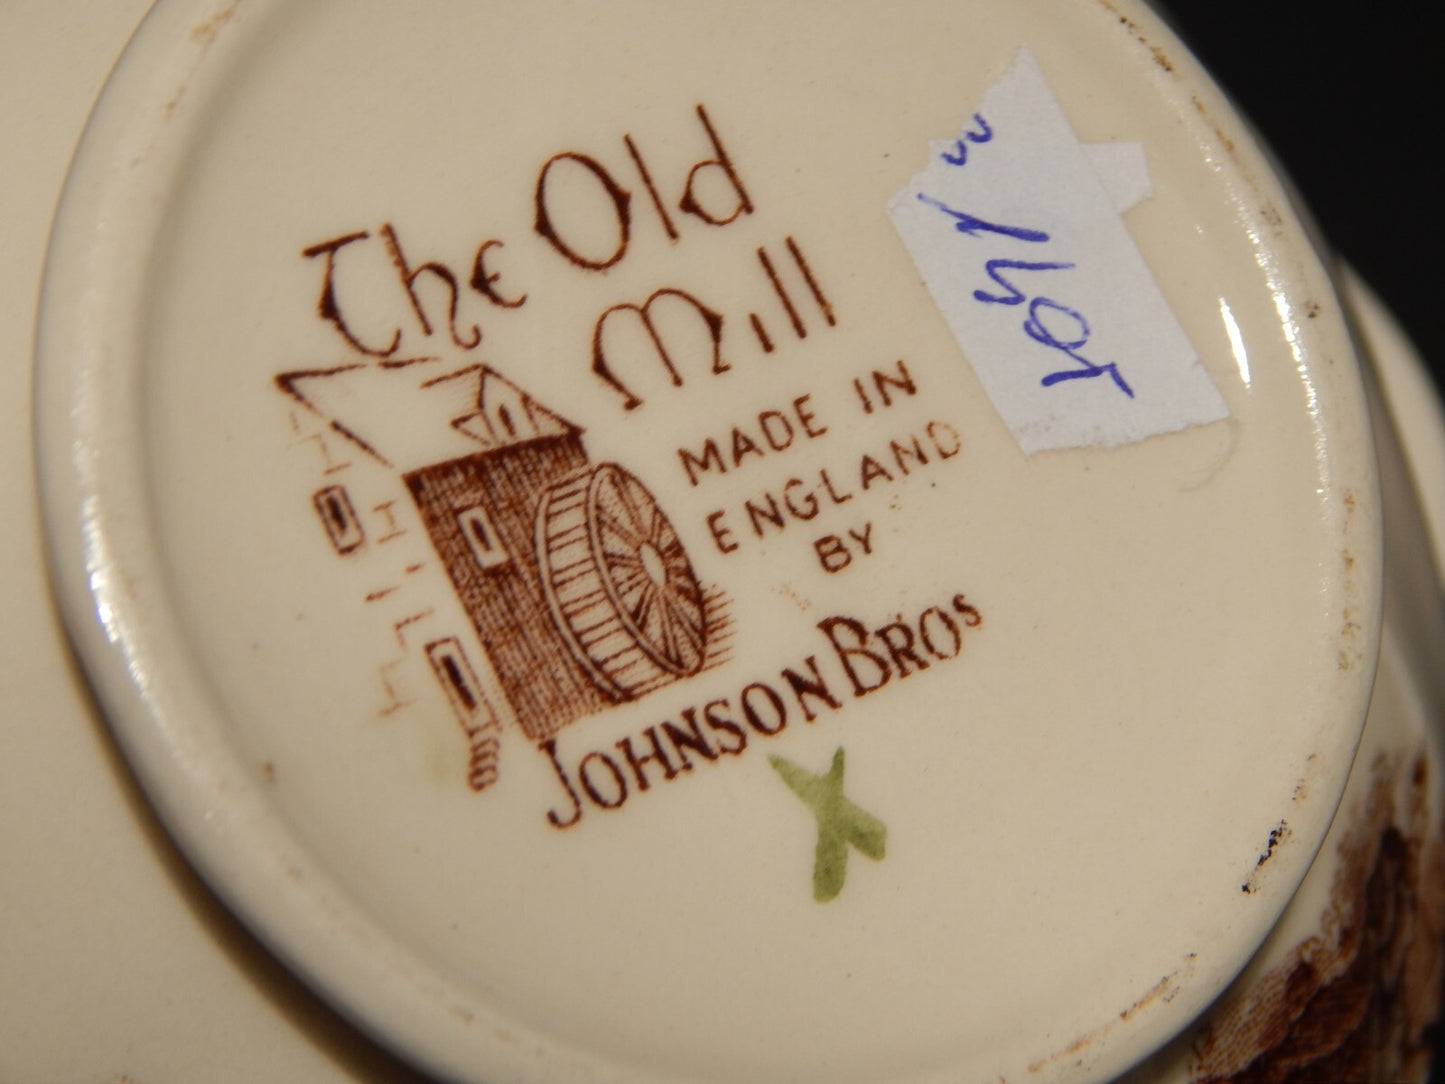 The Old
Mill
MADE IN
ENGLAND
BY
JOHNSON BROS
X